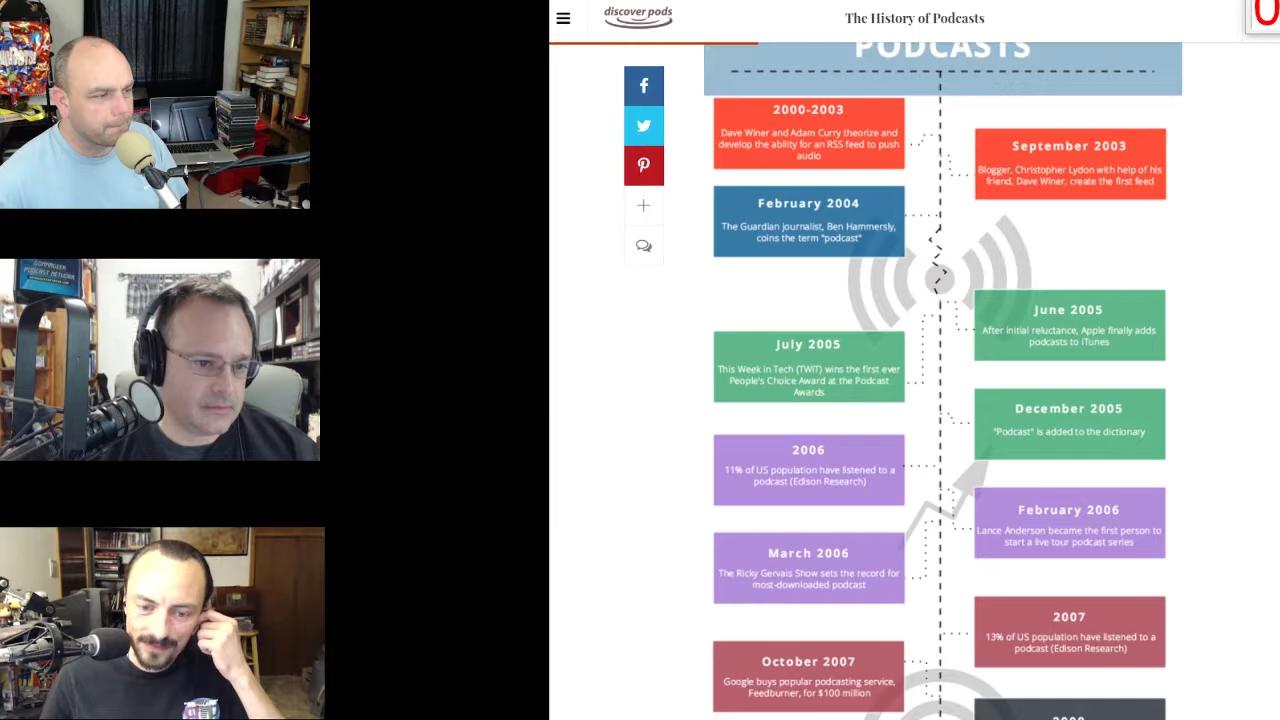 discover pods
The History of Podcasts
PODCASTS
2000-2003
Dave Winer and Adam Curry theorize and
develop the ability for an RSS feed to push
audio
September 2003
Blogger, Christopher Lydon with help of his
friend, Dave Winer, create the first feed
February 2004
The Guardian journalist, Ben Hammersly,
coins the term "podcast"
June 2005
After initial reluctance, Apple finally adds
podcasts to iTunes
July 2005
This Week in Tech (TWiT) wins the first ever
People's Choice Award at the Podcast
Awards
December 2005
"Podcast" is added to the dictionary
2006
11% of US population have listened to a
podcast (Edison Research)
February 2006
Lance Anderson became the first person to
start a live tour podcast series
March 2006
The Ricky Gervais Show sets the record for
most-downloaded podcast
2007
13% of US population have listened to a
podcast (Edison Research)
October 2007
Google buys popular podcasting service,
Feedburner, for $100 million
PODCAST
NETWORK